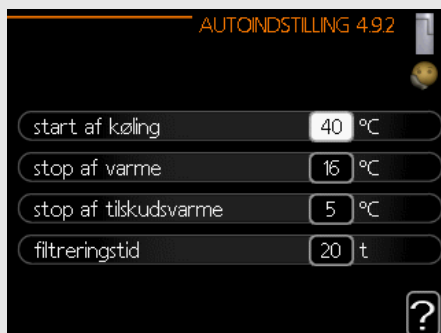 AUTOINDSTILLING 4.9.2
start af køling 40 °C
stop af varme 16 °C
stop af tilskudsvarme 5 °C
filtreringstid 20 t
?